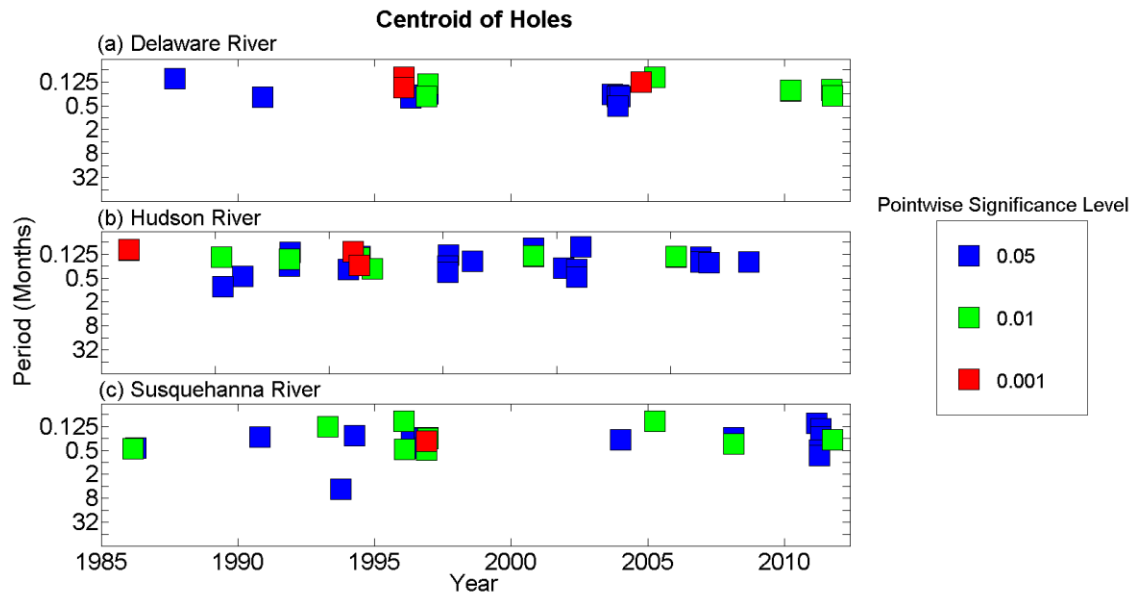 Centroid of Holes
(a) Delaware River
0.125
0.5
2
8
32
(b) Hudson River
0.125
0.5
2
8
32
(c) Susquehanna River
0.125
0.5
2
8
32
Period (Months)
1985 1990 1995 2000 2005 2010
Year
Pointwise Significance Level
0.05
0.01
0.001